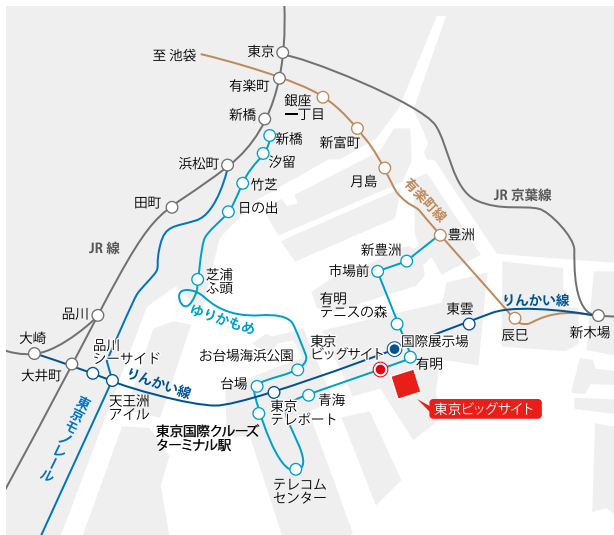 東京
至 池袋
有楽町
銀座
一丁目
新橋
新橋
新富町
汐留
浜松町
月島
竹芝
有楽町線
JR 京葉線
田町
日の出
豊洲
JR 線
新豊洲
市場前
芝浦
ふ頭
有明
テニスの森
りんかい線
ゆりかもめ
東雲
品川
辰巳
新木場
大崎
品川
シーサイド
東京
ビッグサイト
国際展示場
お台場海浜公園
有明
大井町
りんかい線
台場
天王洲
アイル
東京
テレポート
青海
東京ビッグサイト
東京モノレール
東京国際クルーズ
ターミナル駅
テレコム
センター